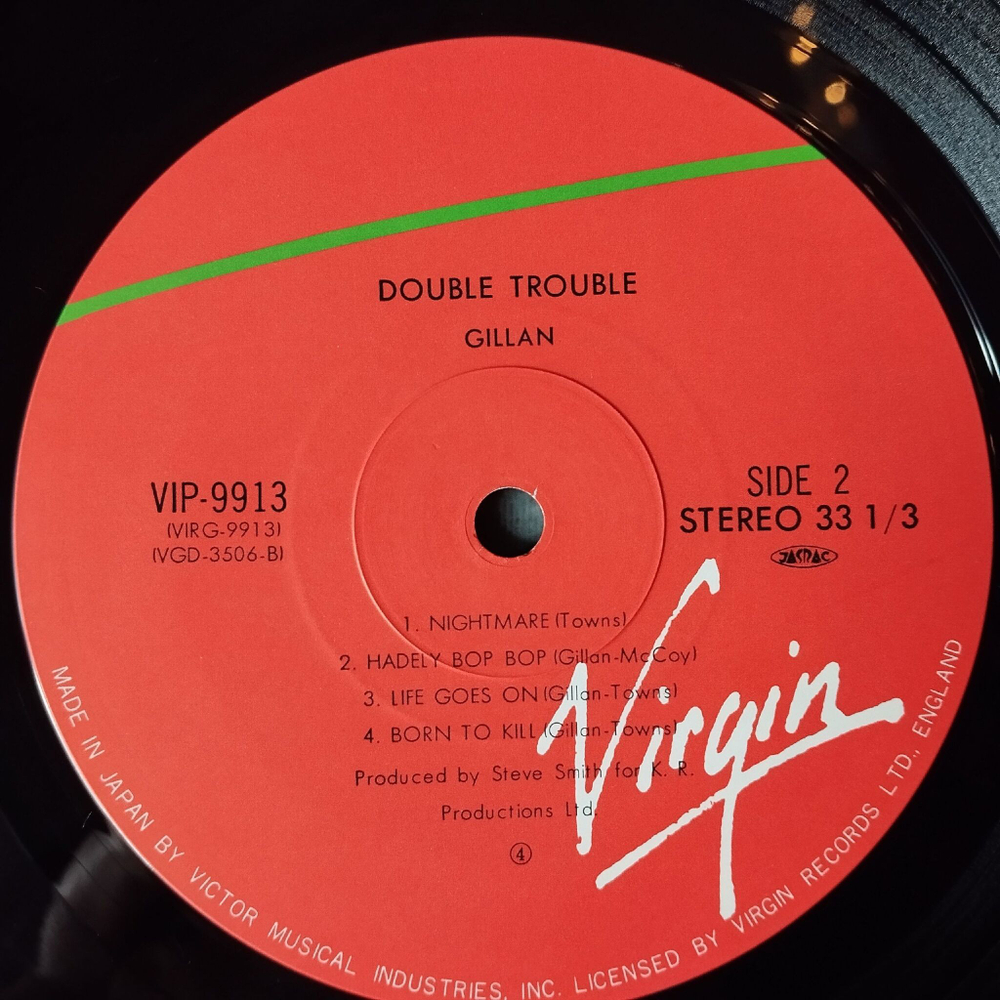 DOUBLE TROUBLE
GILLAN
VIP-9913
(VIRG-9913)
(VGD-3506-B)
SIDE 2
STEREO 33 1/3
JASRAC
1. NIGHTMARE (Towns)
2. HADELY BOP BOP (Gillan-McCoy)
3. LIFE GOES ON (Gillan-Towns)
4. BORN TO KILL (Gillan-Towns)
Produced by Steve Smith for K. R.
Productions Ltd.
④
Virgin
MADE IN JAPAN BY VICTOR MUSICAL INDUSTRIES, INC. LICENSED BY VIRGIN RECORDS LTD., ENGLAND